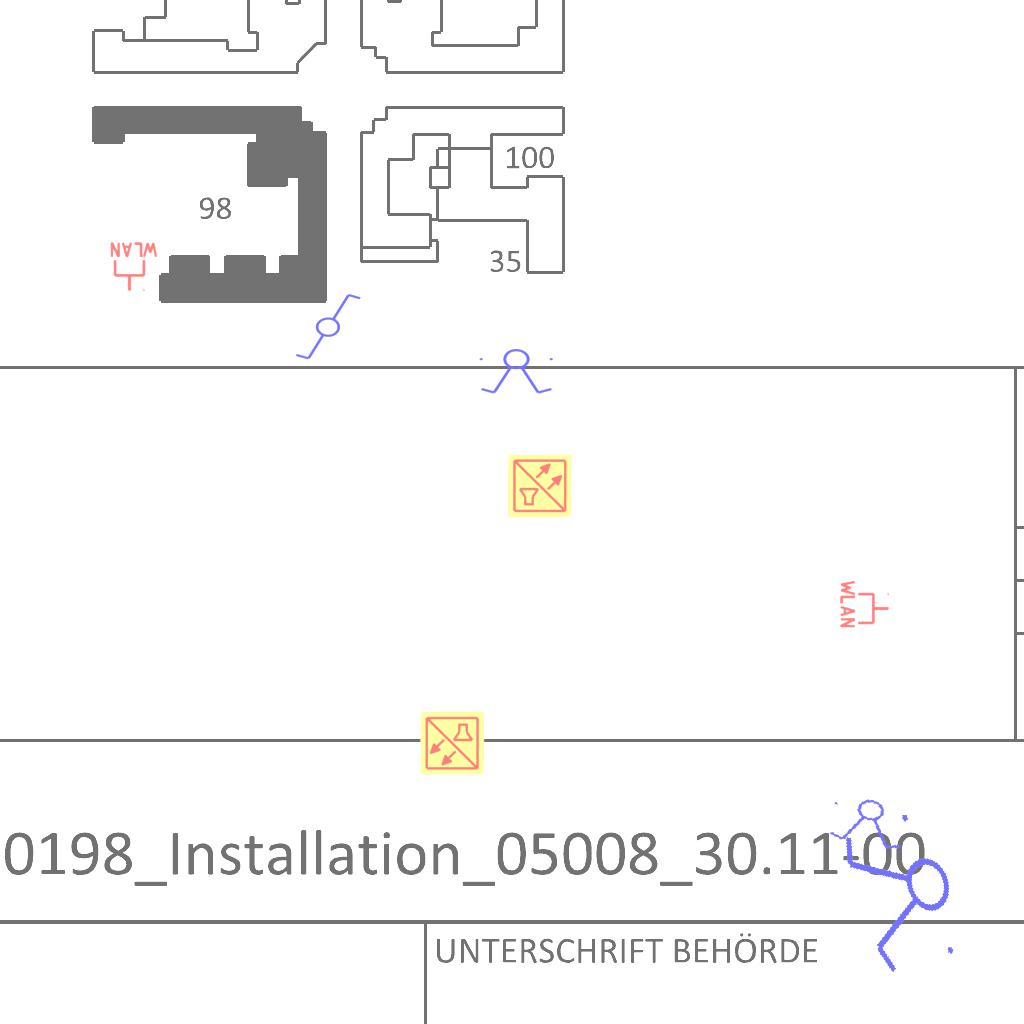 100
98
WLAN
35
WLAN
0198_Installation_05008_30.11-00
UNTERSCHRIFT BEHÖRDE